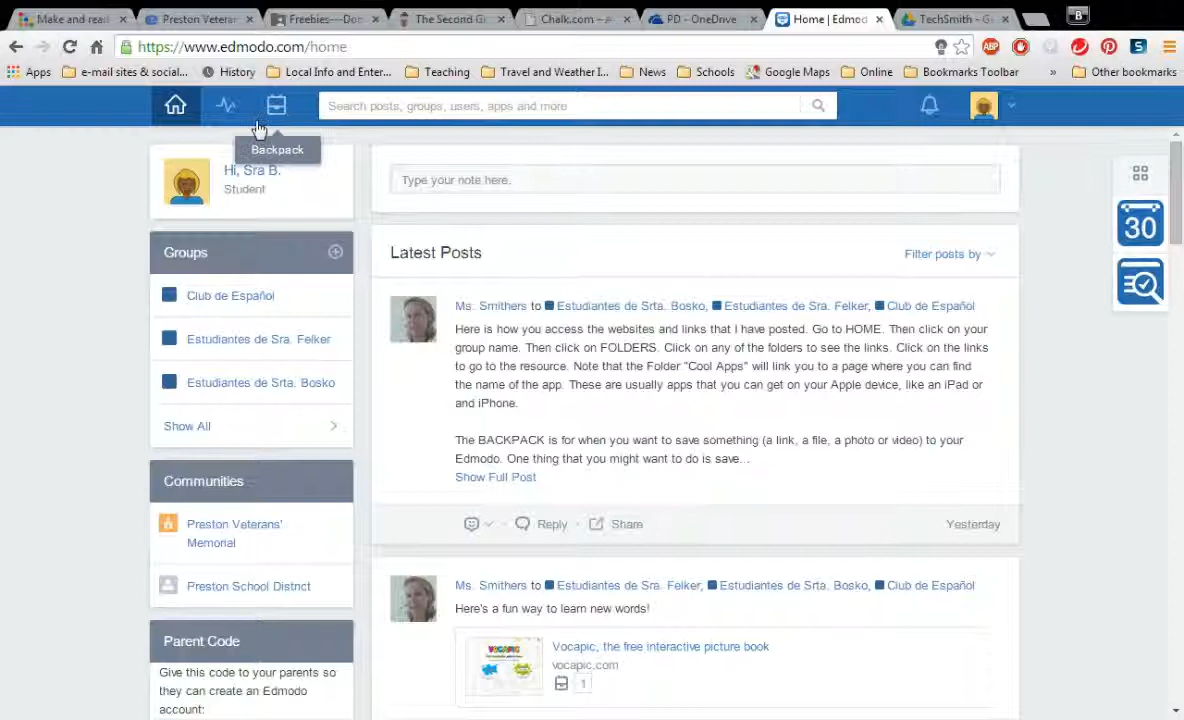 Make and read
Preston Veterar
Freebies—Don
The Second Gr
Chalk.com – A
PD - OneDrive
Home | Edmod
TechSmith - G
https://www.edmodo.com/home
Apps
e-mail sites & social...
History
Local Info and Enter...
Teaching
Travel and Weather I...
News
Schools
Google Maps
Online
Bookmarks Toolbar
»
Other bookmarks
Search posts, groups, users, apps and more
Backpack
Hi, Sra B.
Student
Type your note here.
30
Groups
Club de Español
Estudiantes de Sra. Felker
Estudiantes de Srta. Bosko
Show All
Communities
Preston Veterans'
Memorial
Preston School District
Parent Code
Give this code to your parents so
they can create an Edmodo
account:
Latest Posts
Filter posts by
Ms. Smithers to Estudiantes de Srta. Bosko, Estudiantes de Sra. Felker, Club de Español
Here is how you access the websites and links that I have posted. Go to HOME. Then click on your
group name. Then click on FOLDERS. Click on any of the folders to see the links. Click on the links
to go to the resource. Note that the Folder "Cool Apps" will link you to a page where you can find
the name of the app. These are usually apps that you can get on your Apple device, like an iPad or
and iPhone.
The BACKPACK is for when you want to save something (a link, a file, a photo or video) to your
Edmodo. One thing that you might want to do is save...
Show Full Post
Reply
Share
Yesterday
Ms. Smithers to Estudiantes de Sra. Felker, Estudiantes de Srta. Bosko, Club de Español
Here's a fun way to learn new words!
VOCAPIC
Vocapic, the free interactive picture book
vocapic.com
1